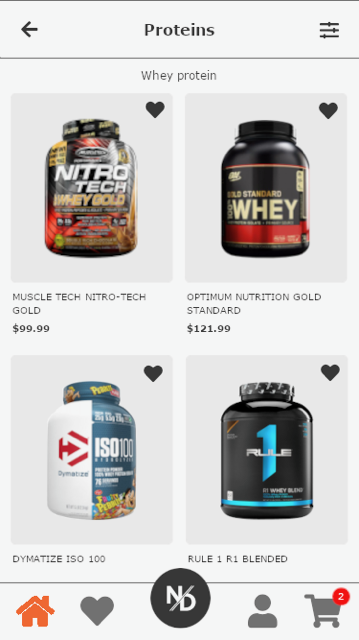 Proteins
Whey protein
MUSCLETECH
NITRO
TECH
WHEY GOLD
GOLD STANDARD
100%
WHEY
MUSCLE TECH NITRO-TECH
GOLD
$99.99
OPTIMUM NUTRITION GOLD
STANDARD
$121.99
ISO100
HYDROLYZED
Dymatize
1
RULE
R1 WHEY BLEND
DYMATIZE ISO 100
RULE 1 R1 BLENDED
N/D
2